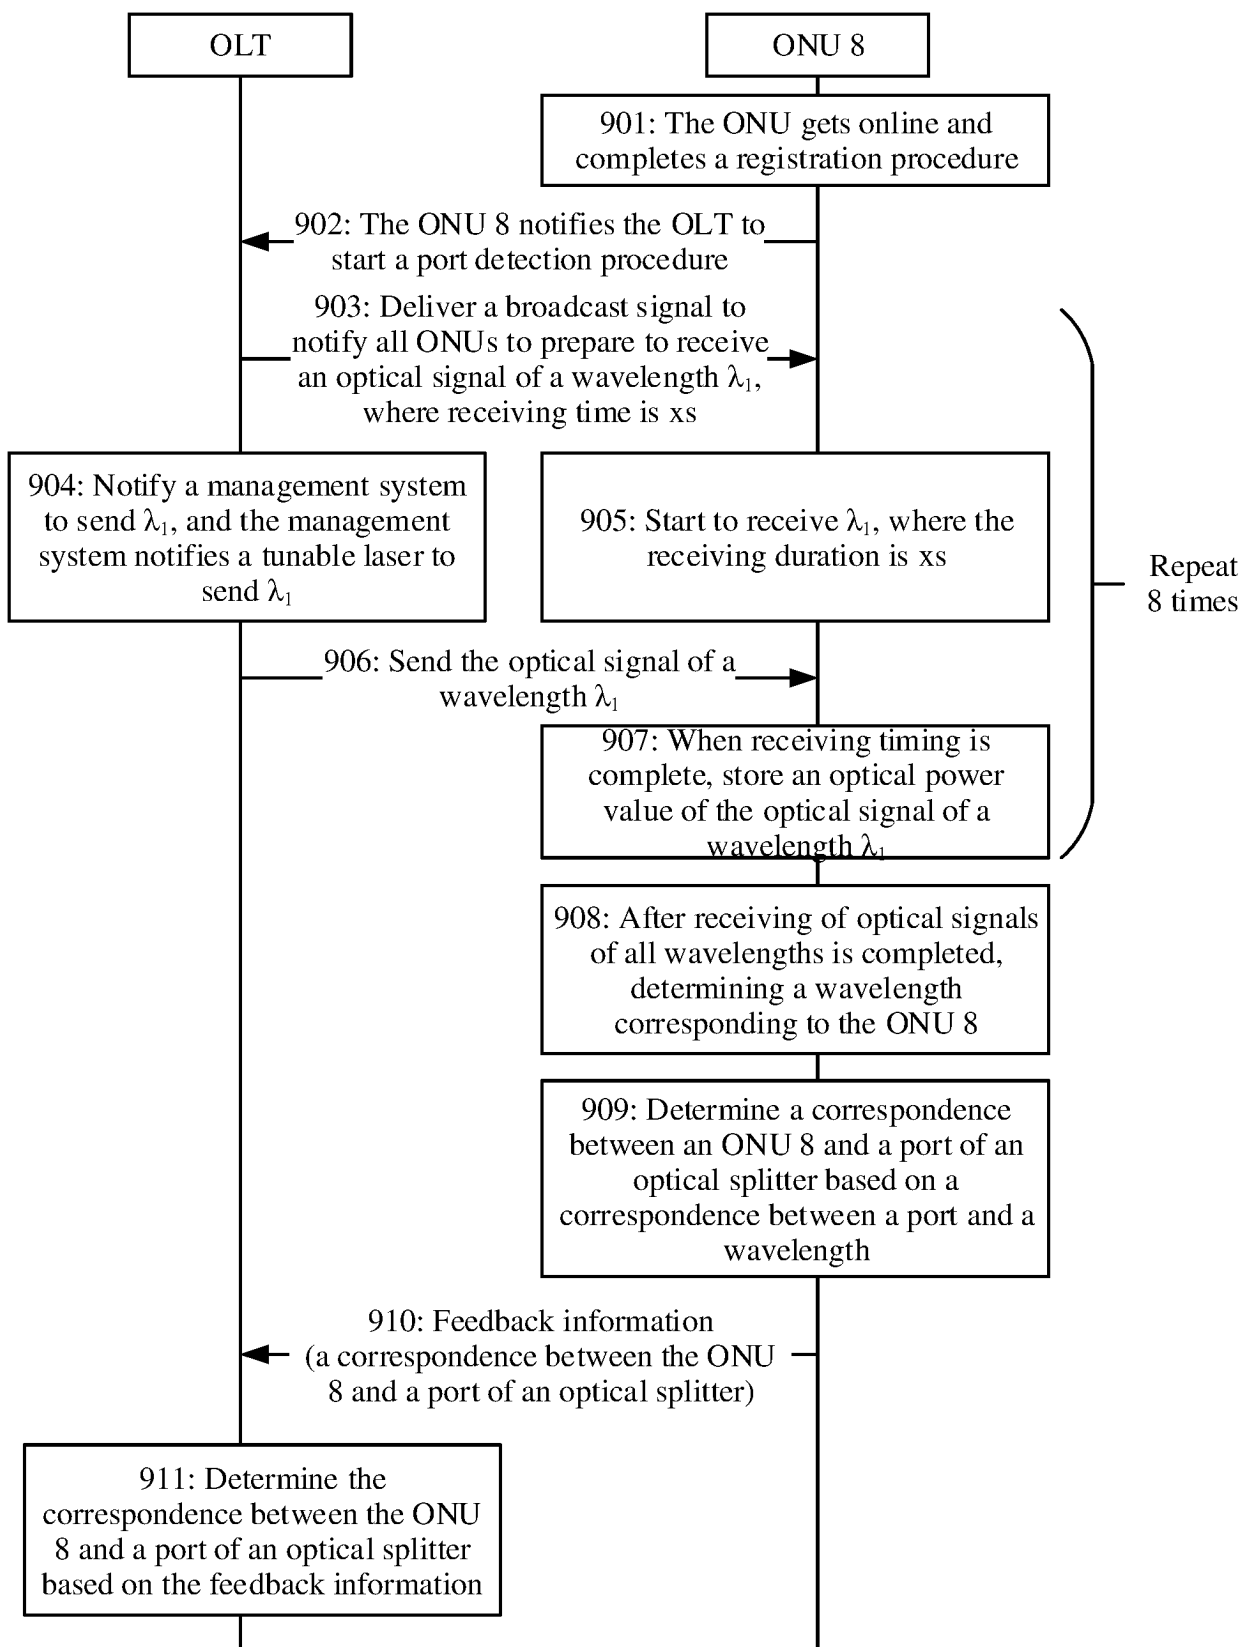 OLT
ONU 8
901: The ONU gets online and
completes a registration procedure
902: The ONU 8 notifies the OLT to
start a port detection procedure
903: Deliver a broadcast signal to
notify all ONUs to prepare to receive
an optical signal of a wavelength λ₁,
where receiving time is xs
904: Notify a management system
to send λ₁, and the management
system notifies a tunable laser to
send λ₁
905: Start to receive λ₁, where the
receiving duration is xs
Repeat
8 times
906: Send the optical signal of a
wavelength λ₁
907: When receiving timing is
complete, store an optical power
value of the optical signal of a
wavelength λ₁
908: After receiving of optical signals
of all wavelengths is completed,
determining a wavelength
corresponding to the ONU 8
909: Determine a correspondence
between an ONU 8 and a port of an
optical splitter based on a
correspondence between a port and a
wavelength
910: Feedback information
(a correspondence between the ONU
8 and a port of an optical splitter)
911: Determine the
correspondence between the ONU
8 and a port of an optical splitter
based on the feedback information